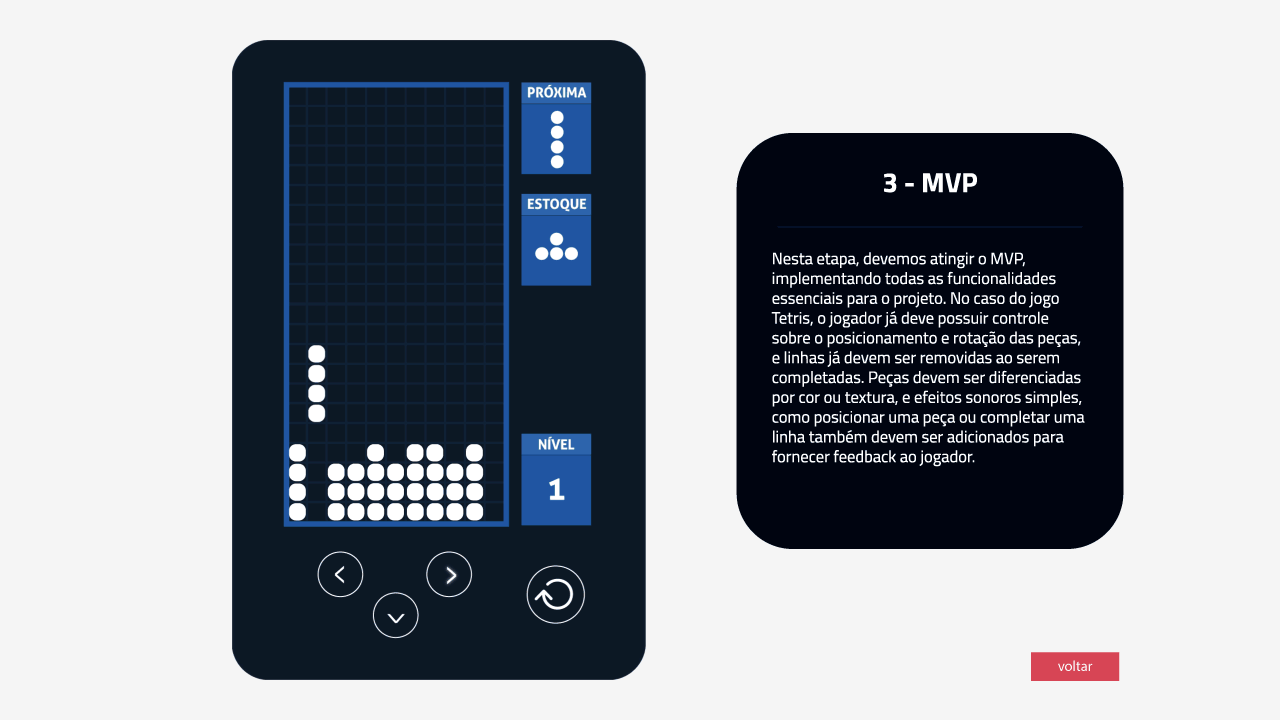 PRÓXIMA
ESTOQUE
NÍVEL
1
3 - MVP
Nesta etapa, devemos atingir o MVP,
implementando todas as funcionalidades
essenciais para o projeto. No caso do jogo
Tetris, o jogador já deve possuir controle
sobre o posicionamento e rotação das peças,
e linhas já devem ser removidas ao serem
completadas. Peças devem ser diferenciadas
por cor ou textura, e efeitos sonoros simples,
como posicionar uma peça ou completar uma
linha também devem ser adicionados para
fornecer feedback ao jogador.
voltar